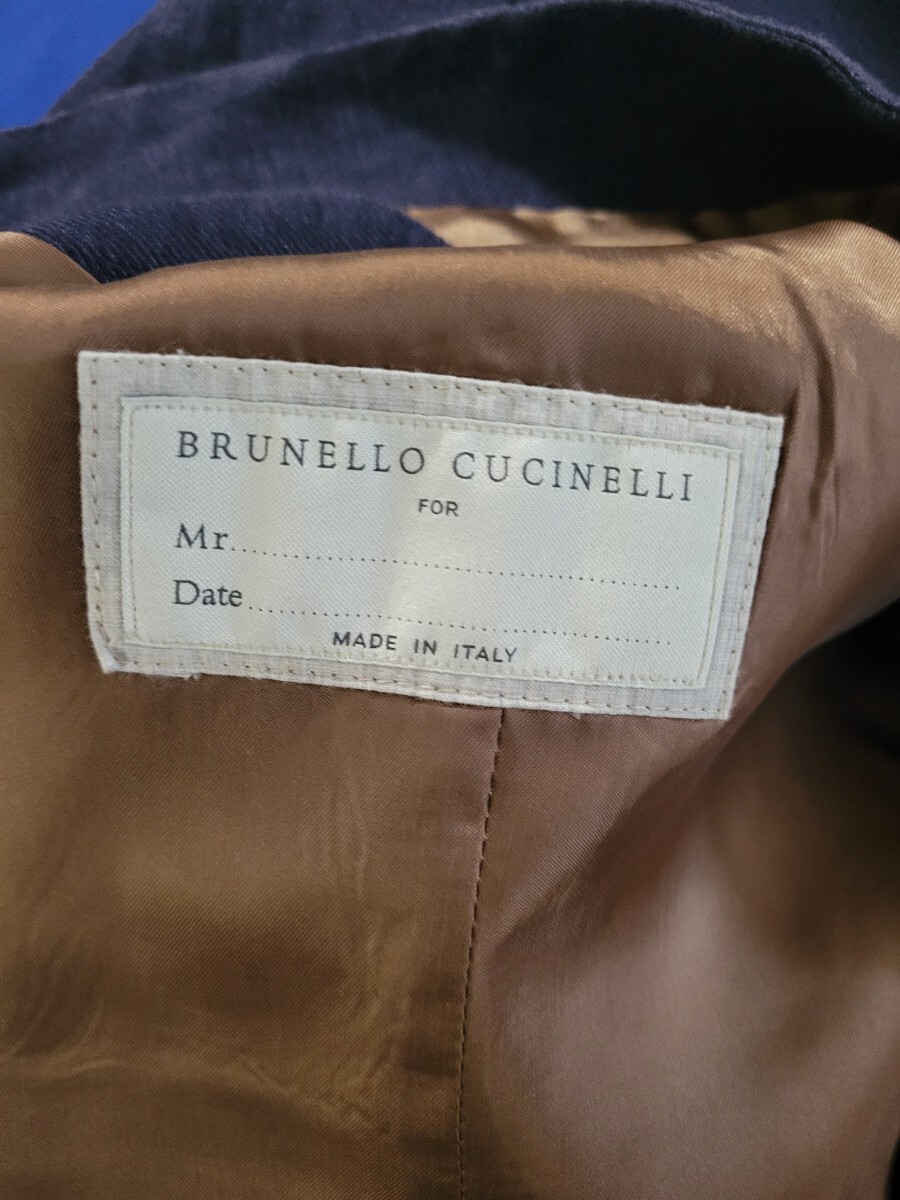 BRUNELLO CUCINELLI
FOR
Mr..........................................................
Date.......................................................
MADE IN ITALY